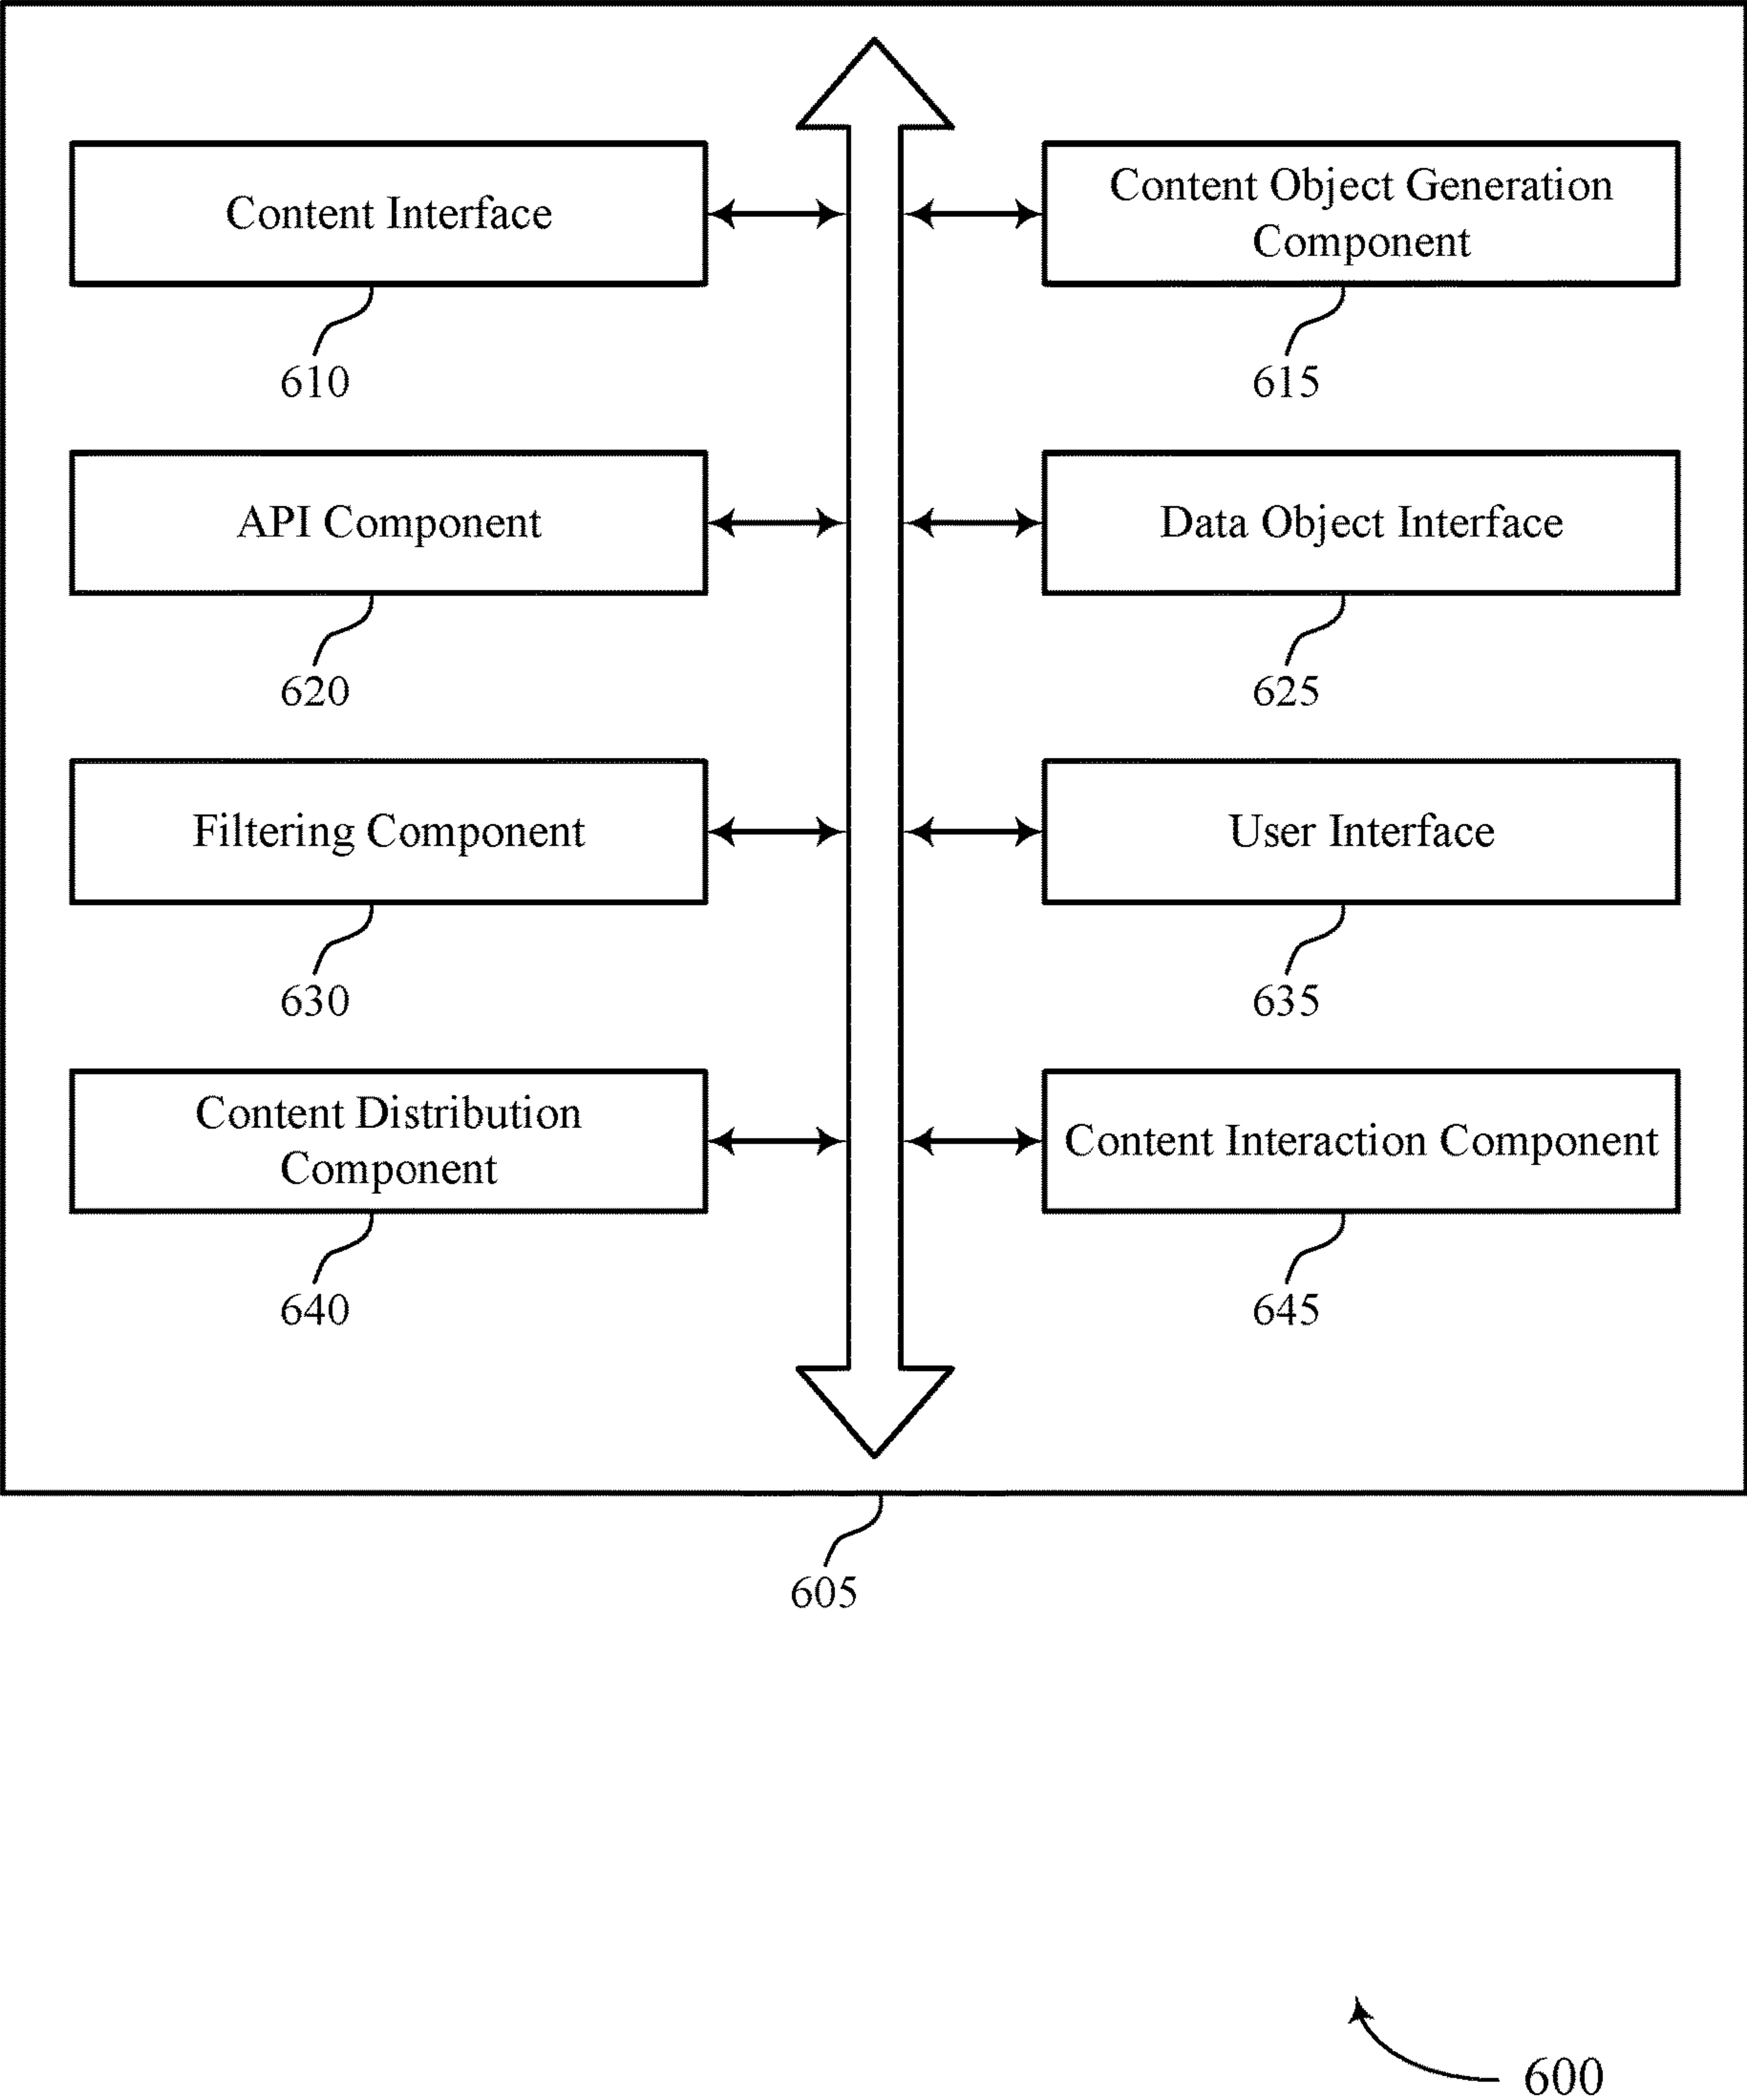 Content Interface
610
Content Object Generation
Component
615
API Component
620
Data Object Interface
625
Filtering Component
630
User Interface
635
Content Distribution
Component
640
Content Interaction Component
645
605
600